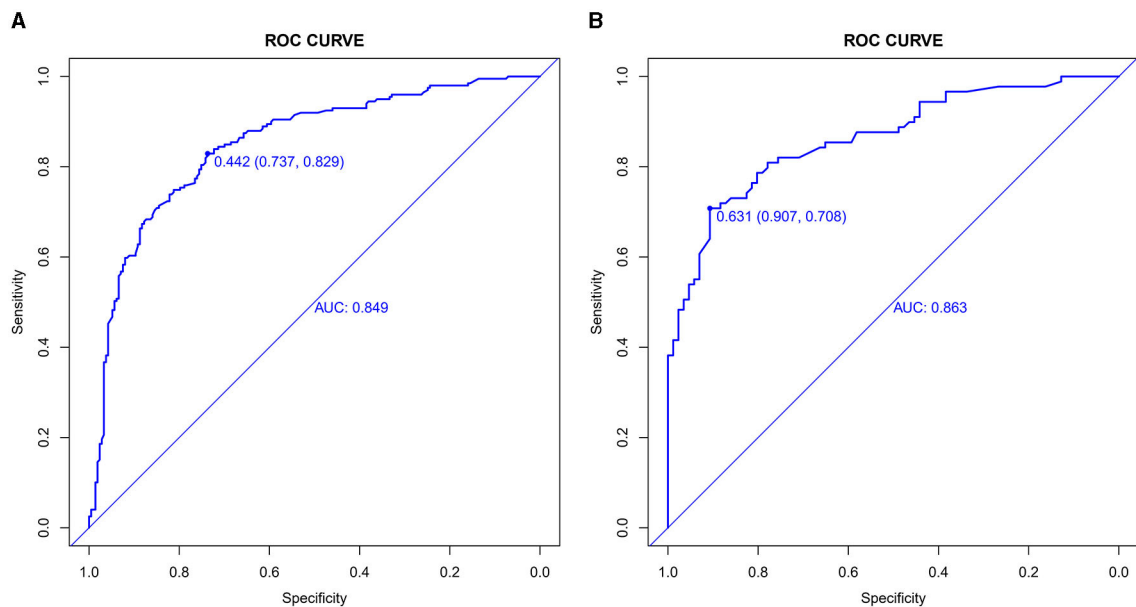 A
ROC CURVE
Sensitivity
1.0
0.8
0.6
0.4
0.2
0.0
0.442 (0.737, 0.829)
AUC: 0.849
1.0 0.8 0.6 0.4 0.2 0.0
Specificity
B
ROC CURVE
Sensitivity
1.0
0.8
0.6
0.4
0.2
0.0
0.631 (0.907, 0.708)
AUC: 0.863
1.0 0.8 0.6 0.4 0.2 0.0
Specificity